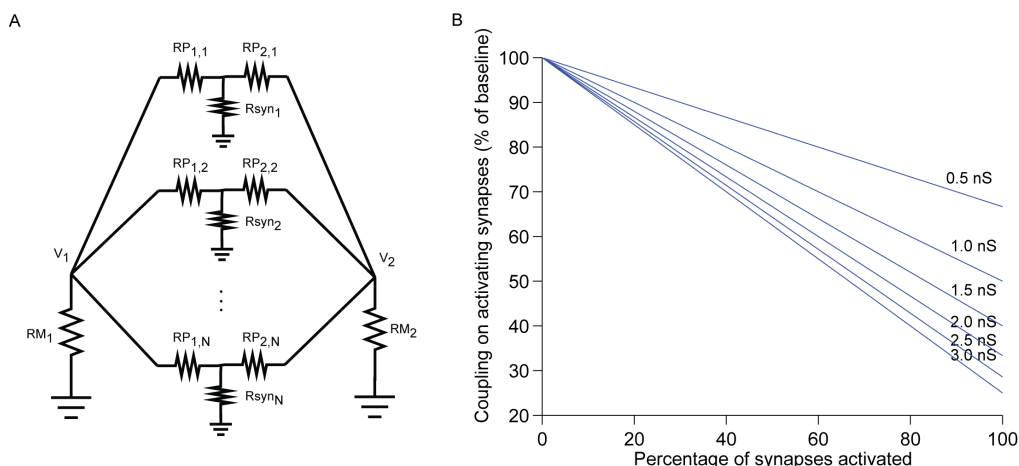 A
RP1,1
RP2,1
Rsyn1
RP1,2
RP2,2
Rsyn2
V1
V2
RM1
RM2
RP1,N
RP2,N
RsynN
B
Coupling on activating synapses (% of baseline)
100
90
80
70
60
50
40
30
20
0.5 nS
1.0 nS
1.5 nS
2.0 nS
2.5 nS
3.0 nS
0
20
40
60
80
100
Percentage of synapses activated